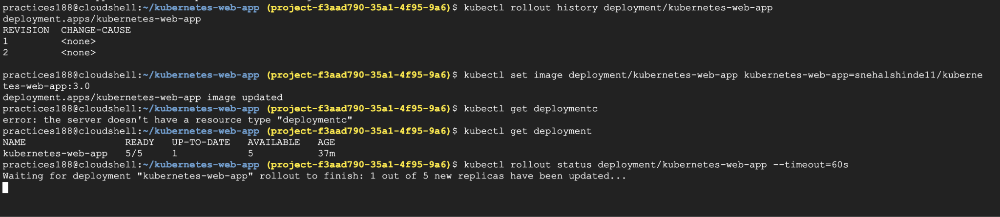 practices188@cloudshell:~/kubernetes-web-app (project-f3aad790-35a1-4f95-9a6)$ kubectl rollout history deployment/kubernetes-web-app
deployment.apps/kubernetes-web-app
REVISION  CHANGE-CAUSE
1         <none>
2         <none>
practices188@cloudshell:~/kubernetes-web-app (project-f3aad790-35a1-4f95-9a6)$ kubectl set image deployment/kubernetes-web-app kubernetes-web-app=snehalshinde11/kuberne
tes-web-app:3.0
deployment.apps/kubernetes-web-app image updated
practices188@cloudshell:~/kubernetes-web-app (project-f3aad790-35a1-4f95-9a6)$ kubectl get deploymentc
error: the server doesn't have a resource type "deploymentc"
practices188@cloudshell:~/kubernetes-web-app (project-f3aad790-35a1-4f95-9a6)$ kubectl get deployment
NAME                 READY   UP-TO-DATE   AVAILABLE   AGE
kubernetes-web-app   5/5     1            5           37m
practices188@cloudshell:~/kubernetes-web-app (project-f3aad790-35a1-4f95-9a6)$ kubectl rollout status deployment/kubernetes-web-app --timeout=60s
Waiting for deployment "kubernetes-web-app" rollout to finish: 1 out of 5 new replicas have been updated...